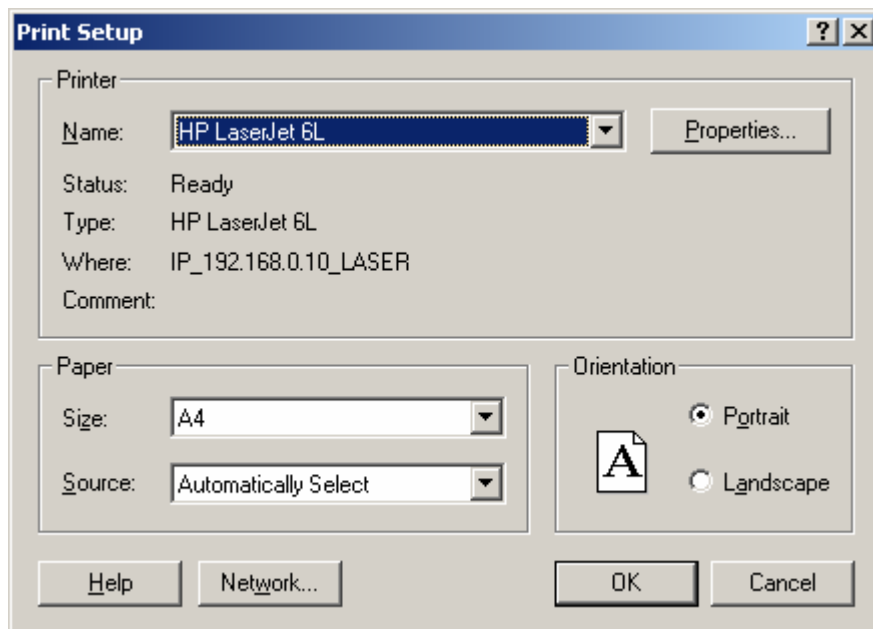 Print Setup
Printer
Name: HP LaserJet 6L Properties...
Status: Ready
Type: HP LaserJet 6L
Where: IP_192.168.0.10_LASER
Comment:
Paper
Size: A4
Source: Automatically Select
Orientation
A
Portrait
Landscape
Help Network... OK Cancel